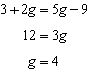 3 + 2g = 5g − 9
12 = 3g
g = 4